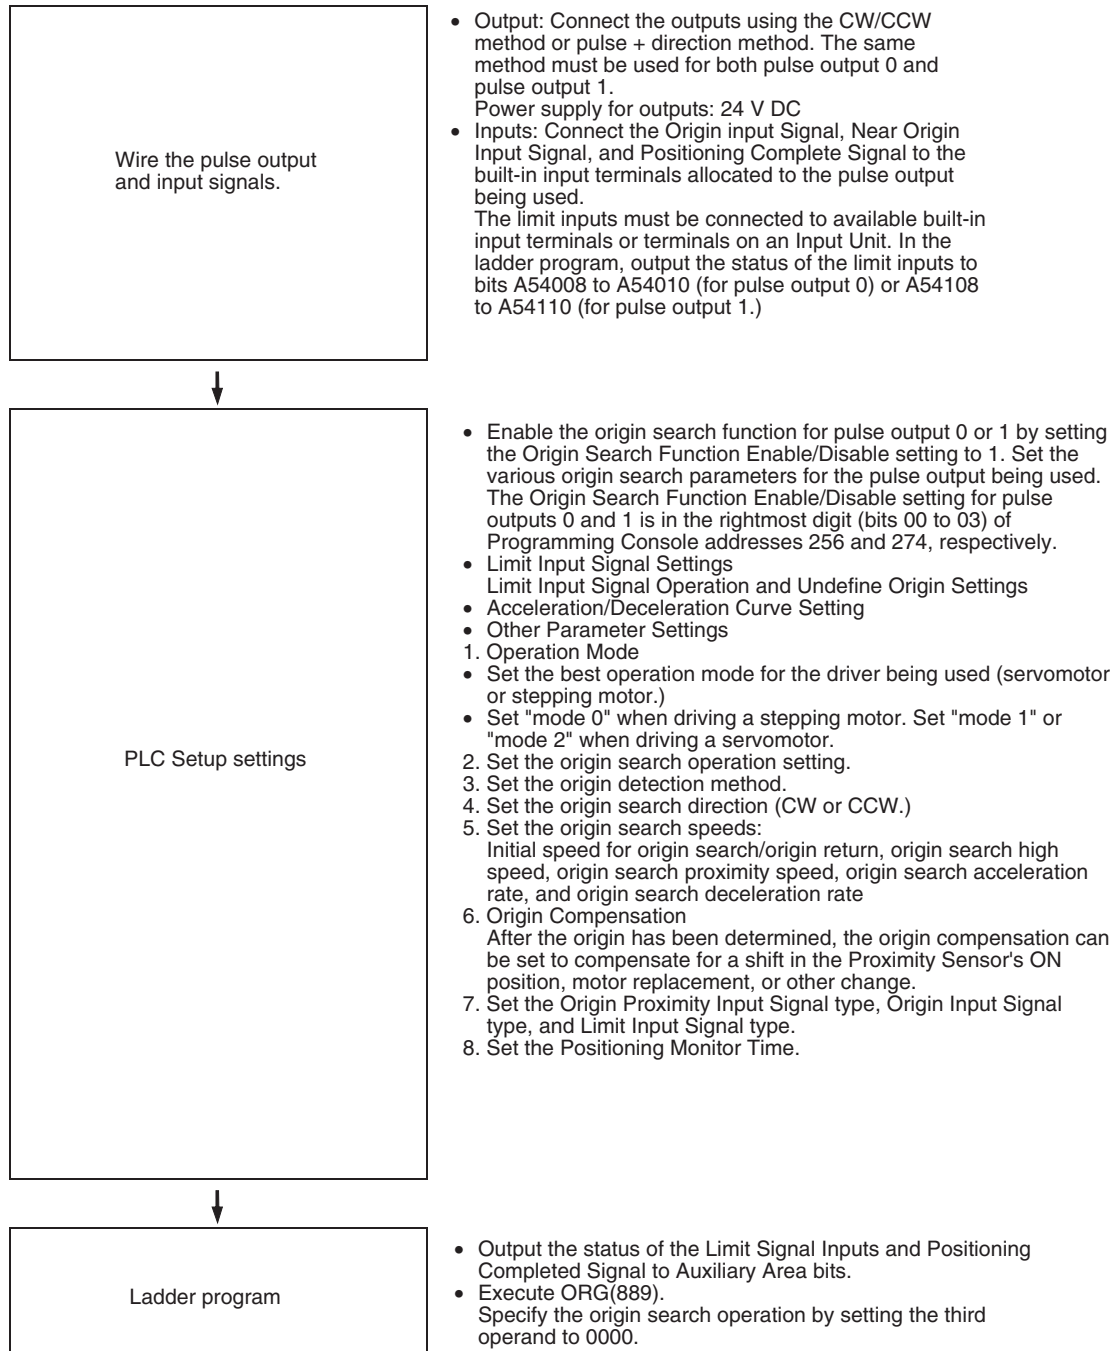 Wire the pulse output
and input signals.
• Output: Connect the outputs using the CW/CCW
method or pulse + direction method. The same
method must be used for both pulse output 0 and
pulse output 1.
Power supply for outputs: 24 V DC
• Inputs: Connect the Origin input Signal, Near Origin
Input Signal, and Positioning Complete Signal to the
built-in input terminals allocated to the pulse output
being used.
The limit inputs must be connected to available built-in
input terminals or terminals on an Input Unit. In the
ladder program, output the status of the limit inputs to
bits A54008 to A54010 (for pulse output 0) or A54108
to A54110 (for pulse output 1.)
PLC Setup settings
• Enable the origin search function for pulse output 0 or 1 by setting
the Origin Search Function Enable/Disable setting to 1. Set the
various origin search parameters for the pulse output being used.
The Origin Search Function Enable/Disable setting for pulse
outputs 0 and 1 is in the rightmost digit (bits 00 to 03) of
Programming Console addresses 256 and 274, respectively.
• Limit Input Signal Settings
Limit Input Signal Operation and Undefine Origin Settings
• Acceleration/Deceleration Curve Setting
• Other Parameter Settings
1. Operation Mode
• Set the best operation mode for the driver being used (servomotor
or stepping motor.)
• Set "mode 0" when driving a stepping motor. Set "mode 1" or
"mode 2" when driving a servomotor.
2. Set the origin search operation setting.
3. Set the origin detection method.
4. Set the origin search direction (CW or CCW.)
5. Set the origin search speeds:
Initial speed for origin search/origin return, origin search high
speed, origin search proximity speed, origin search acceleration
rate, and origin search deceleration rate
6. Origin Compensation
After the origin has been determined, the origin compensation can
be set to compensate for a shift in the Proximity Sensor's ON
position, motor replacement, or other change.
7. Set the Origin Proximity Input Signal type, Origin Input Signal
type, and Limit Input Signal type.
8. Set the Positioning Monitor Time.
Ladder program
• Output the status of the Limit Signal Inputs and Positioning
Completed Signal to Auxiliary Area bits.
• Execute ORG(889).
Specify the origin search operation by setting the third
operand to 0000.